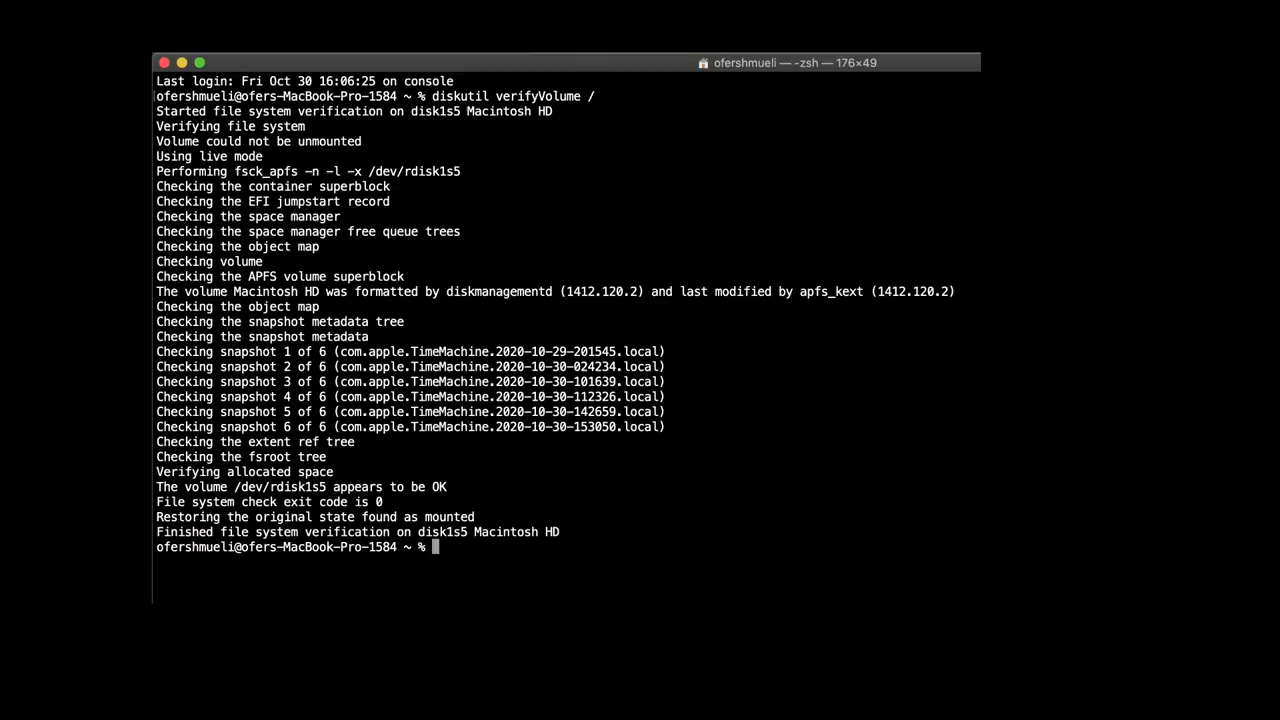 ofershmueli — -zsh — 176×49
Last login: Fri Oct 30 16:06:25 on console
ofershmueli@ofers-MacBook-Pro-1584 ~ % diskutil verifyVolume /
Started file system verification on disk1s5 Macintosh HD
Verifying file system
Volume could not be unmounted
Using live mode
Performing fsck_apfs -n -l -x /dev/rdisk1s5
Checking the container superblock
Checking the EFI jumpstart record
Checking the space manager
Checking the space manager free queue trees
Checking the object map
Checking volume
Checking the APFS volume superblock
The volume Macintosh HD was formatted by diskmanagementd (1412.120.2) and last modified by apfs_kext (1412.120.2)
Checking the object map
Checking the snapshot metadata tree
Checking the snapshot metadata
Checking snapshot 1 of 6 (com.apple.TimeMachine.2020-10-29-201545.local)
Checking snapshot 2 of 6 (com.apple.TimeMachine.2020-10-30-024234.local)
Checking snapshot 3 of 6 (com.apple.TimeMachine.2020-10-30-101639.local)
Checking snapshot 4 of 6 (com.apple.TimeMachine.2020-10-30-112326.local)
Checking snapshot 5 of 6 (com.apple.TimeMachine.2020-10-30-142659.local)
Checking snapshot 6 of 6 (com.apple.TimeMachine.2020-10-30-153050.local)
Checking the extent ref tree
Checking the fsroot tree
Verifying allocated space
The volume /dev/rdisk1s5 appears to be OK
File system check exit code is 0
Restoring the original state found as mounted
Finished file system verification on disk1s5 Macintosh HD
ofershmueli@ofers-MacBook-Pro-1584 ~ %